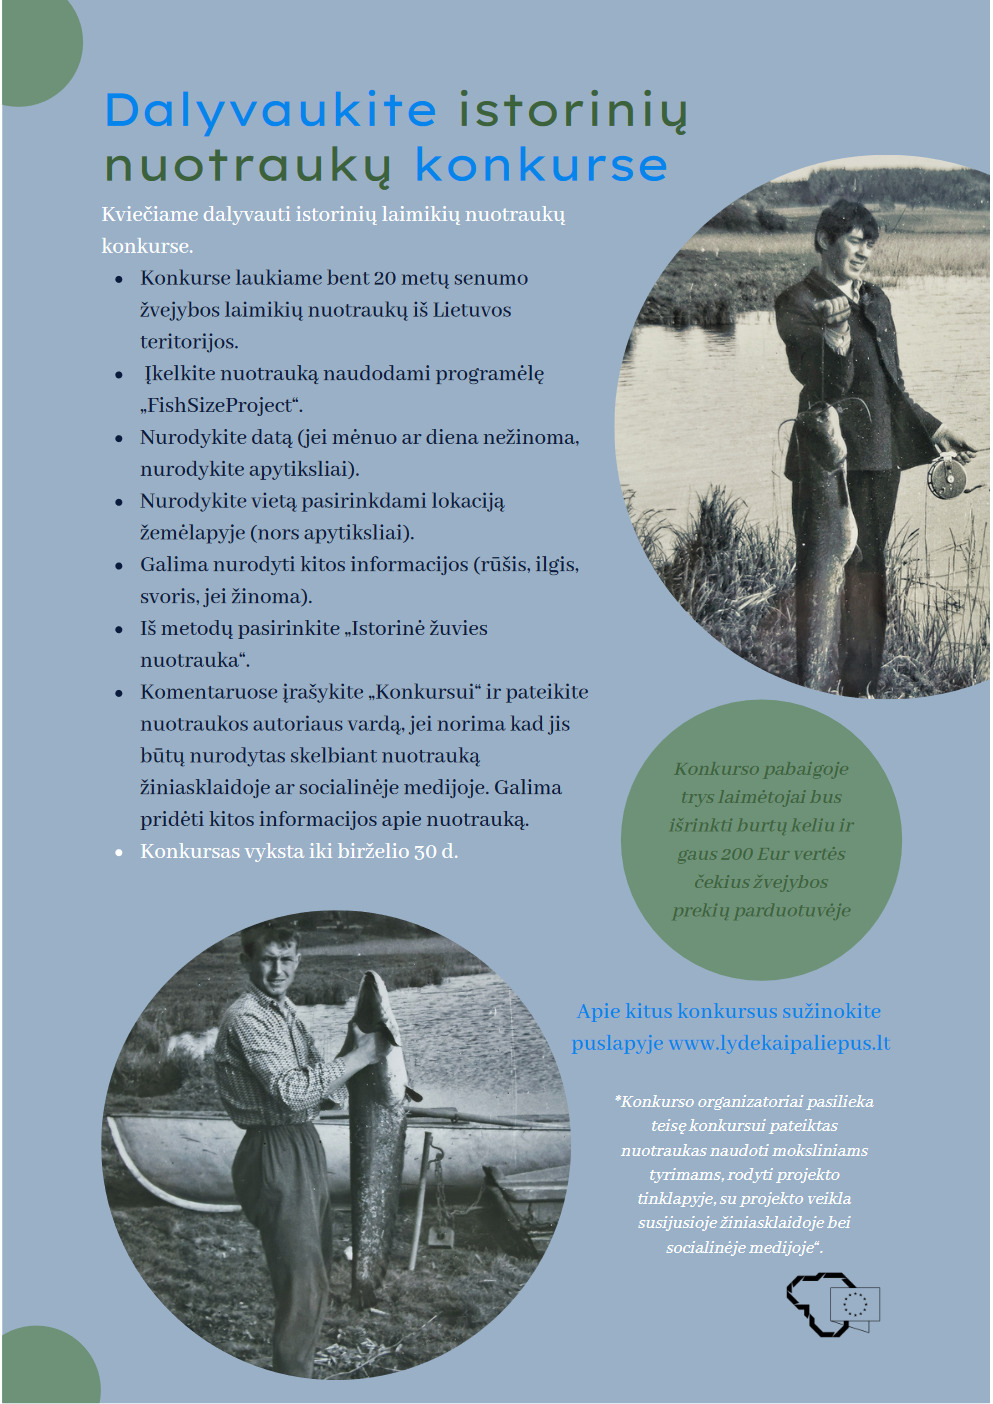 Dalyvaukite istorinių
nuotraukų konkurse
Kviečiame dalyvauti istorinių laimikių nuotraukų
konkurse.
• Konkurse laukiame bent 20 metų senumo
žvejybos laimikių nuotraukų iš Lietuvos
teritorijos.
• Įkelkite nuotrauką naudodami programėlę
„FishSizeProject“.
• Nurodykite datą (jei mėnuo ar diena nežinoma,
nurodykite apytiksliai).
• Nurodykite vietą pasirinkdami lokaciją
žemėlapyje (nors apytiksliai).
• Galima nurodyti kitos informacijos (rūšis, ilgis,
svoris, jei žinoma).
• Iš metodų pasirinkite „Istorinė žuvies
nuotrauka“.
• Komentaruose įrašykite „Konkursui“ ir pateikite
nuotraukos autoriaus vardą, jei norima kad jis
būtų nurodytas skelbiant nuotrauką
žiniasklaidoje ar socialinėje medijoje. Galima
pridėti kitos informacijos apie nuotrauką.
• Konkursas vyksta iki birželio 30 d.
Konkurso pabaigoje
trys laimėtojai bus
išrinkti burtų keliu ir
gaus 200 Eur vertės
čekius žvejybos
prekių parduotuvėje
Apie kitus konkursus sužinokite
puslapyje www.lydekaipaliepus.lt
*Konkurso organizatoriai pasilieka
teisę konkursui pateiktas
nuotraukas naudoti moksliniams
tyrimams, rodyti projekto
tinklapyje, su projekto veikla
susijusioje žiniasklaidoje bei
socialinėje medijoje“.